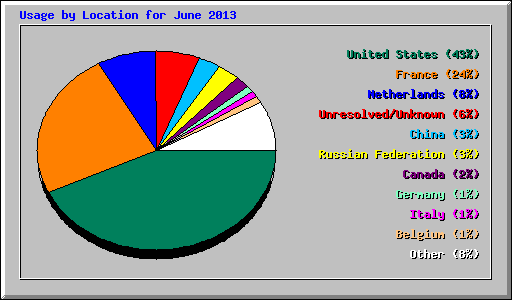 Usage by Location for June 2013
United States (43%)
France (24%)
Netherlands (8%)
Unresolved/Unknown (6%)
China (3%)
Russian Federation (3%)
Canada (2%)
Germany (1%)
Italy (1%)
Belgium (1%)
Other (8%)